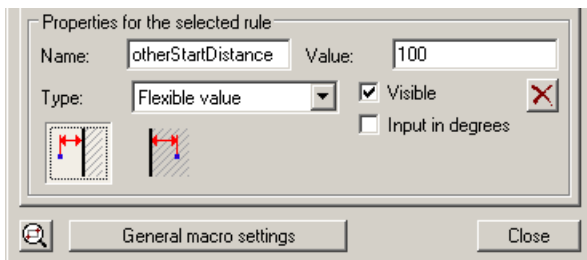 Properties for the selected rule
Name: otherStartDistance Value: 100
Type: Flexible value Visible
Input in degrees
General macro settings Close